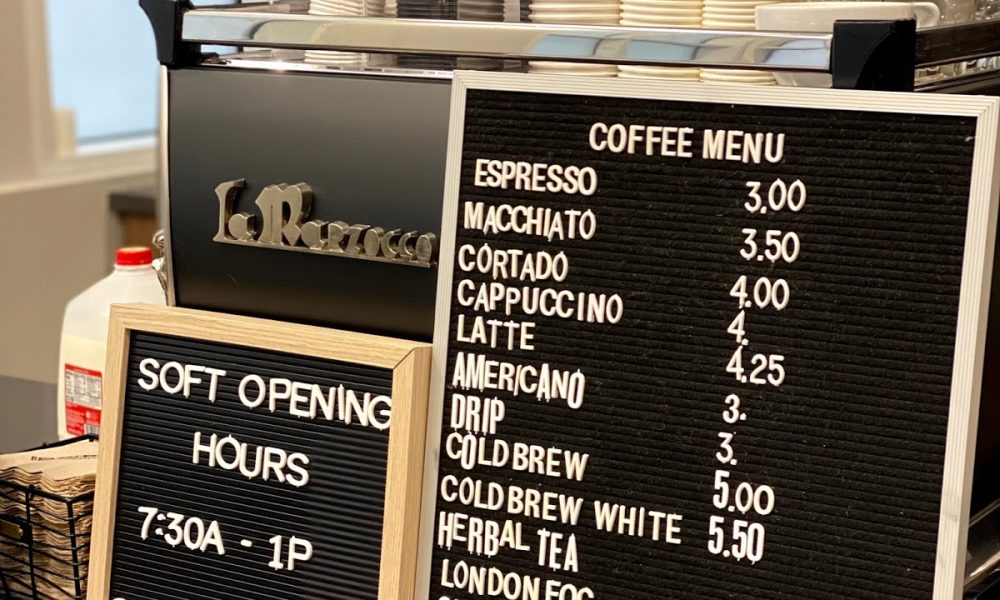 La Marzocco
COFFEE MENU
ESPRESSO 3.00
MACCHIATO 3.50
CORTADO 4.00
CAPPUCCINO 4.
LATTE 4.25
AMERICANO 3.
DRIP 3.
COLD BREW 5.00
COLD BREW WHITE 5.50
HERBAL TEA
LONDON FOG
SOFT OPENING
HOURS
7:30A - 1P